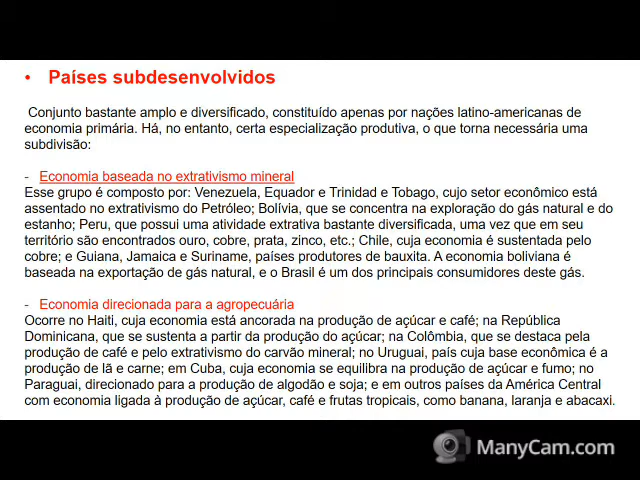 • Países subdesenvolvidos
Conjunto bastante amplo e diversificado, constituído apenas por nações latino-americanas de
economia primária. Há, no entanto, certa especialização produtiva, o que torna necessária uma
subdivisão:
- Economia baseada no extrativismo mineral
Esse grupo é composto por: Venezuela, Equador e Trinidad e Tobago, cujo setor econômico está
assentado no extrativismo do Petróleo; Bolívia, que se concentra na exploração do gás natural e do
estanho; Peru, que possui uma atividade extrativa bastante diversificada, uma vez que em seu
território são encontrados ouro, cobre, prata, zinco, etc.; Chile, cuja economia é sustentada pelo
cobre; e Guiana, Jamaica e Suriname, países produtores de bauxita. A economia boliviana é
baseada na exportação de gás natural, e o Brasil é um dos principais consumidores deste gás.
- Economia direcionada para a agropecuária
Ocorre no Haiti, cuja economia está ancorada na produção de açúcar e café; na República
Dominicana, que se sustenta a partir da produção do açúcar; na Colômbia, que se destaca pela
produção de café e pelo extrativismo do carvão mineral; no Uruguai, país cuja base econômica é a
produção de lã e carne; em Cuba, cuja economia se equilibra na produção de açúcar e fumo; no
Paraguai, direcionado para a produção de algodão e soja; e em outros países da América Central
com economia ligada à produção de açúcar, café e frutas tropicais, como banana, laranja e abacaxi.
ManyCam.com